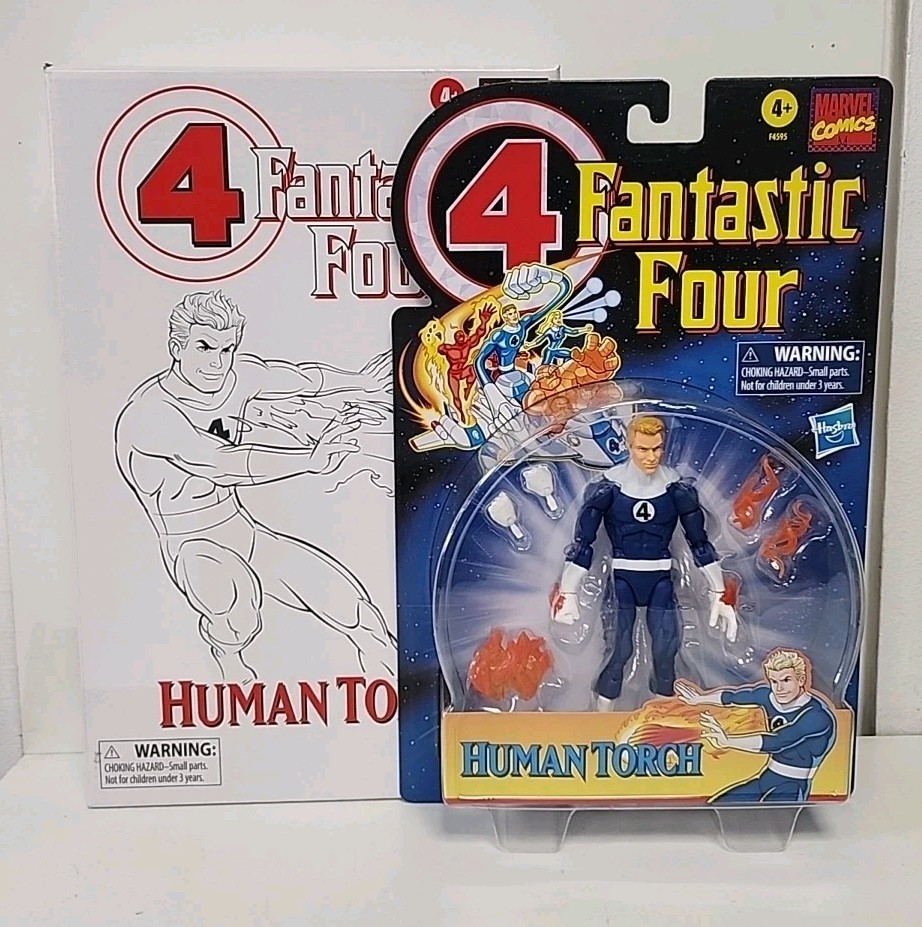 4+
4
Fanta
Fou
4
HUMAN TO
WARNING:
CHOKING HAZARD–Small parts.
Not for children under 3 years.
4+
F4595
MARVEL
COMICS
4
Fantastic
Four
WARNING:
CHOKING HAZARD–Small parts.
Not for children under 3 years.
Hasbro
4
HUMAN TORCH